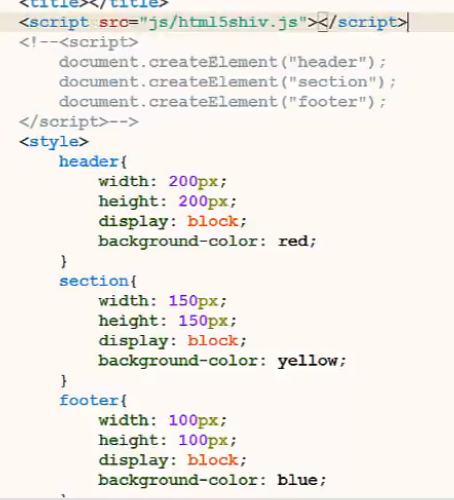 <title></title>
<script src="js/html5shiv.js"></script>
<!--<script>
    document.createElement("header");
    document.createElement("section");
    document.createElement("footer");
</script>-->
<style>
    header{
        width: 200px;
        height: 200px;
        display: block;
        background-color: red;
    }
    section{
        width: 150px;
        height: 150px;
        display: block;
        background-color: yellow;
    }
    footer{
        width: 100px;
        height: 100px;
        display: block;
        background-color: blue;
    }